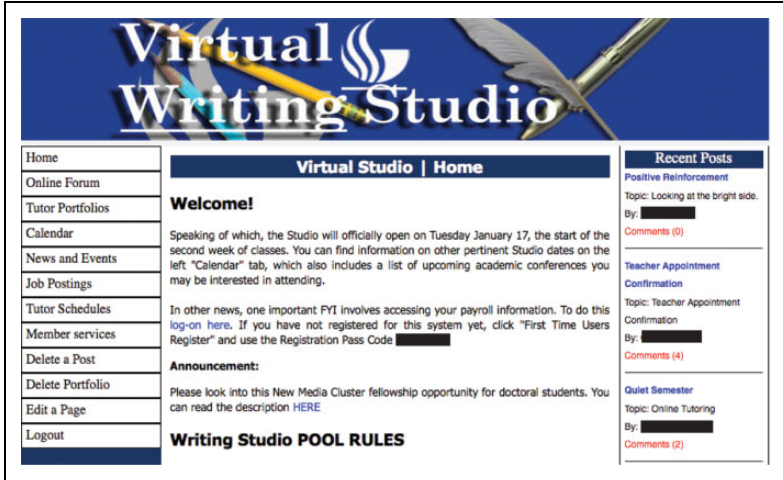 Virtual
Writing Studio
Home
Online Forum
Tutor Portfolios
Calendar
News and Events
Job Postings
Tutor Schedules
Member services
Delete a Post
Delete Portfolio
Edit a Page
Logout
Virtual Studio | Home
Welcome!
Speaking of which, the Studio will officially open on Tuesday January 17, the start of the
second week of classes. You can find information on other pertinent Studio dates on the
left "Calendar" tab, which also includes a list of upcoming academic conferences you
may be interested in attending.
In other news, one important FYI involves accessing your payroll information. To do this
log-on here. If you have not registered for this system yet, click "First Time Users
Register" and use the Registration Pass Code
Announcement:
Please look into this New Media Cluster fellowship opportunity for doctoral students. You
can read the description HERE
Writing Studio POOL RULES
Recent Posts
Positive Reinforcement
Topic: Looking at the bright side.
By:
Comments (0)
Teacher Appointment
Confirmation
Topic: Teacher Appointment
Confirmation
By:
Comments (4)
Quiet Semester
Topic: Online Tutoring
By:
Comments (2)